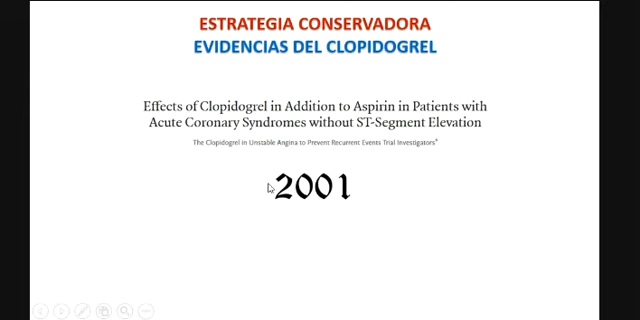 ESTRATEGIA CONSERVADORA
EVIDENCIAS DEL CLOPIDOGREL
Effects of Clopidogrel in Addition to Aspirin in Patients with
Acute Coronary Syndromes without ST-Segment Elevation
The Clopidogrel in Unstable Angina to Prevent Recurrent Events Trial Investigators*
2001